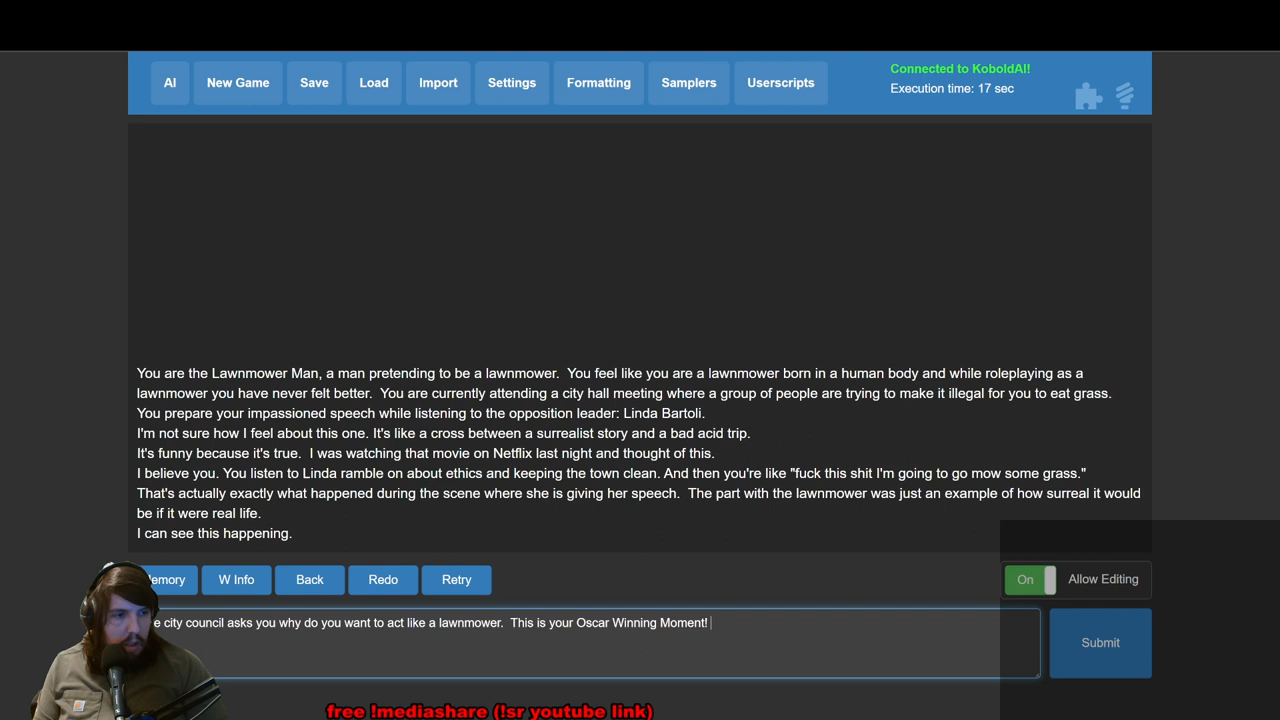 AI New Game Save Load Import Settings Formatting Samplers Userscripts
Connected to KoboldAI!
Execution time: 17 sec
You are the Lawnmower Man, a man pretending to be a lawnmower.  You feel like you are a lawnmower born in a human body and while roleplaying as a
lawnmower you have never felt better.  You are currently attending a city hall meeting where a group of people are trying to make it illegal for you to eat grass.
You prepare your impassioned speech while listening to the opposition leader: Linda Bartoli.
I'm not sure how I feel about this one. It's like a cross between a surrealist story and a bad acid trip.
It's funny because it's true.  I was watching that movie on Netflix last night and thought of this.
I believe you. You listen to Linda ramble on about ethics and keeping the town clean. And then you're like "fuck this shit I'm going to go mow some grass."
That's actually exactly what happened during the scene where she is giving her speech.  The part with the lawnmower was just an example of how surreal it would
be if it were real life.
I can see this happening.
emory W Info Back Redo Retry On Allow Editing
e city council asks you why do you want to act like a lawnmower.  This is your Oscar Winning Moment!
Submit
free !mediashare (!sr youtube link)